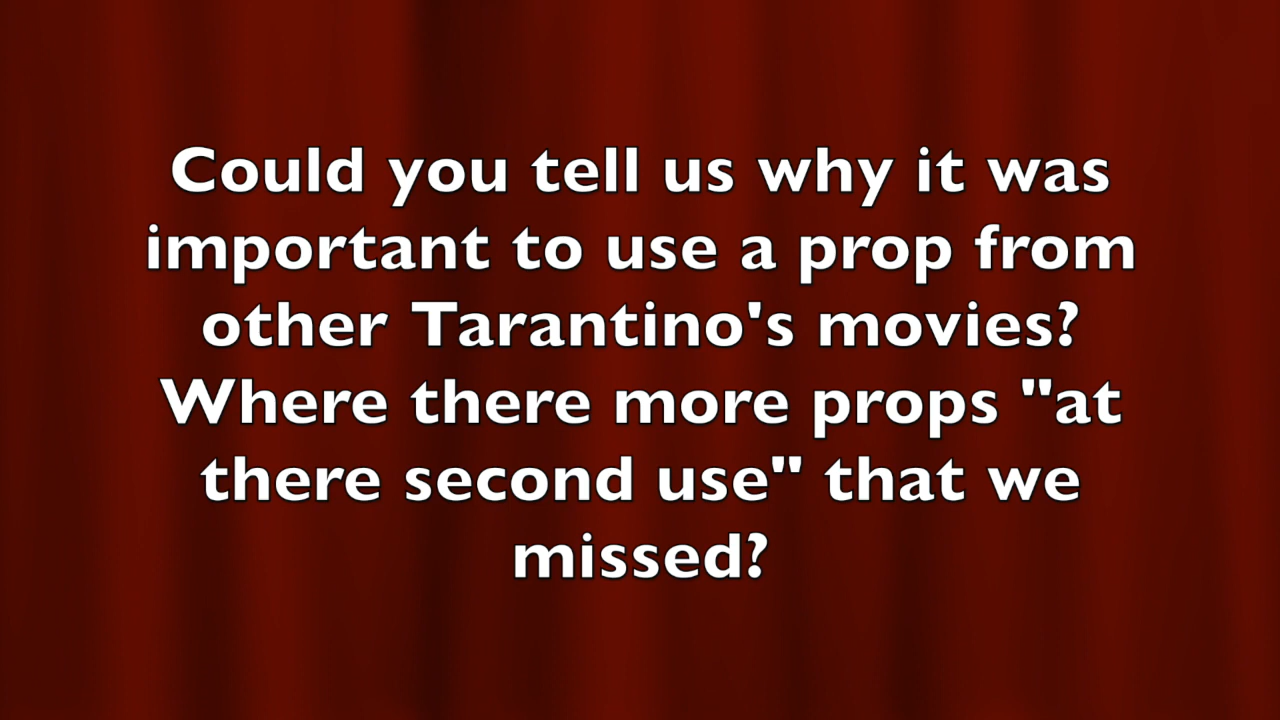 Could you tell us why it was
important to use a prop from
other Tarantino's movies?
Where there more props "at
there second use" that we
missed?